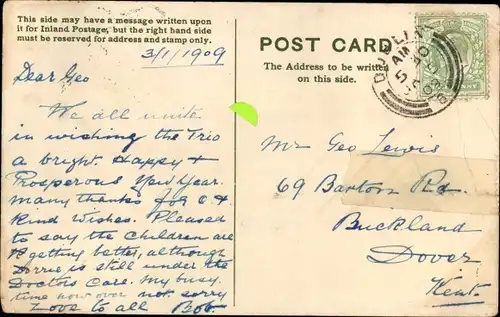 This side may have a message written upon
it for Inland Postage, but the right hand side
must be reserved for address and stamp only.
3/1/1909
Dear Geo
We all unite
in wishing the Trio
a bright Happy &
Prosperous New Year.
Many thanks for C &
kind wishes. Pleased
to say the children are
getting better, although
Dorrie is still under the
Doctors Care. My busy
time now over not sorry
Love to all Bob.
POST CARD
The Address to be written
on this side.
DUDLEY
AM
Mr Geo Lewis
69 Barton Rd.
Buckland
Dover
Kent